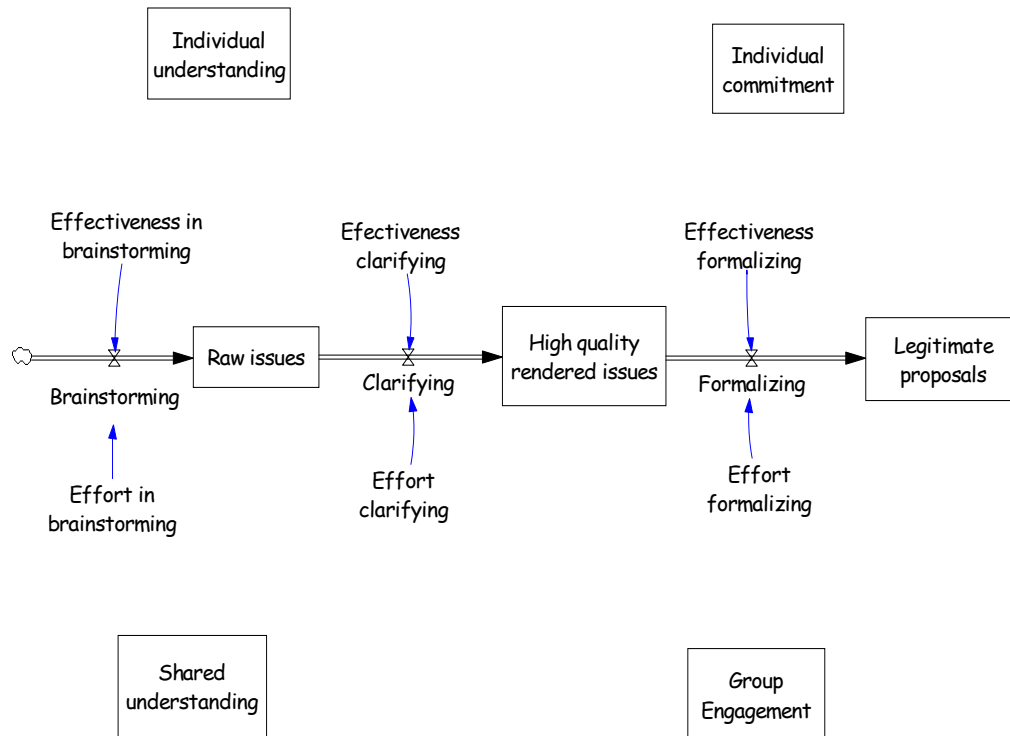 Individual
understanding
Individual
commitment
Effectiveness in
brainstorming
Efectiveness
clarifying
Effectiveness
formalizing
Raw issues
High quality
rendered issues
Legitimate
proposals
Brainstorming
Clarifying
Formalizing
Effort in
brainstorming
Effort
clarifying
Effort
formalizing
Shared
understanding
Group
Engagement